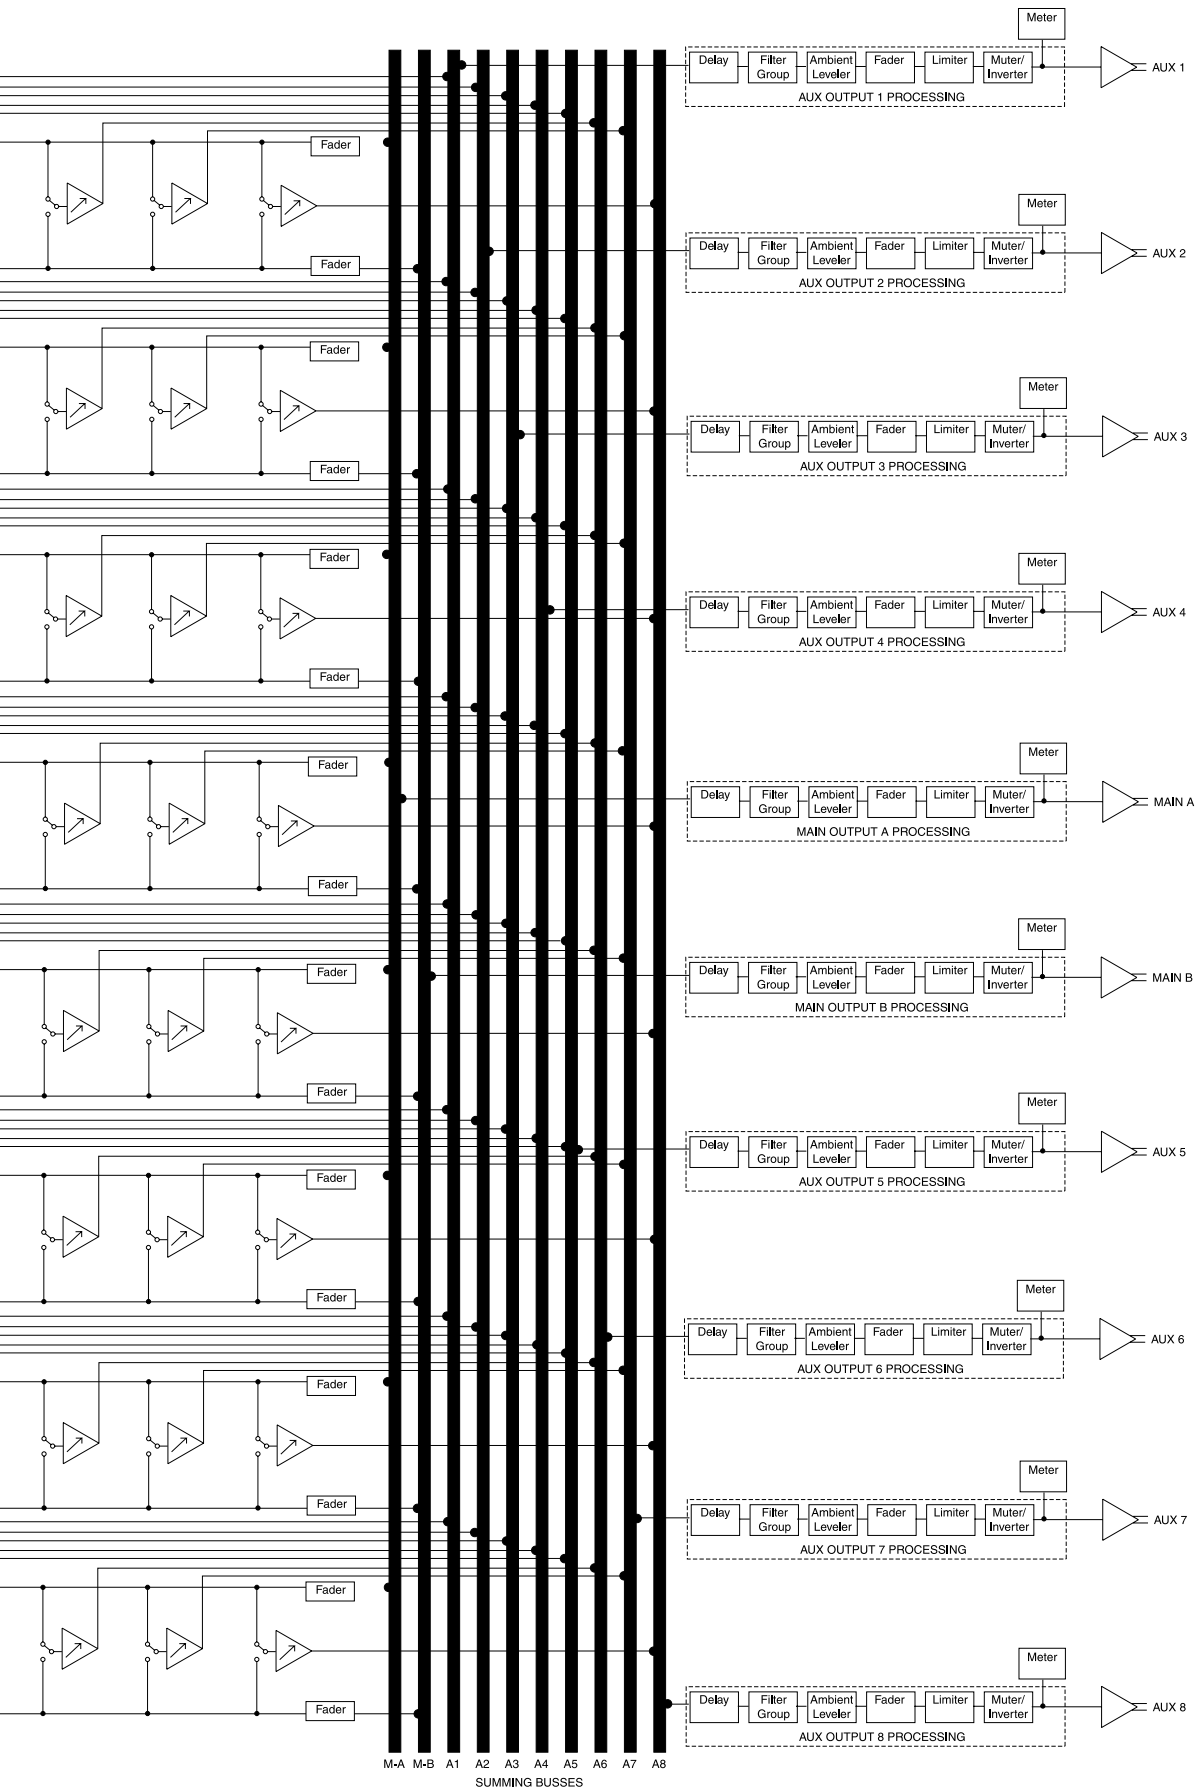 Meter
Delay Filter Group Ambient Leveler Fader Limiter Muter/ Inverter AUX 1
AUX OUTPUT 1 PROCESSING
Fader
Meter
Delay Filter Group Ambient Leveler Fader Limiter Muter/ Inverter AUX 2
Fader
AUX OUTPUT 2 PROCESSING
Fader
Meter
Delay Filter Group Ambient Leveler Fader Limiter Muter/ Inverter AUX 3
AUX OUTPUT 3 PROCESSING
Fader
Fader
Meter
Delay Filter Group Ambient Leveler Fader Limiter Muter/ Inverter AUX 4
AUX OUTPUT 4 PROCESSING
Fader
Meter
Fader
Delay Filter Group Ambient Leveler Fader Limiter Muter/ Inverter MAIN A
MAIN OUTPUT A PROCESSING
Fader
Meter
Fader
Delay Filter Group Ambient Leveler Fader Limiter Muter/ Inverter MAIN B
MAIN OUTPUT B PROCESSING
Fader
Meter
Delay Filter Group Ambient Leveler Fader Limiter Muter/ Inverter AUX 5
Fader
AUX OUTPUT 5 PROCESSING
Meter
Fader
Delay Filter Group Ambient Leveler Fader Limiter Muter/ Inverter AUX 6
AUX OUTPUT 6 PROCESSING
Fader
Meter
Fader
Delay Filter Group Ambient Leveler Fader Limiter Muter/ Inverter AUX 7
AUX OUTPUT 7 PROCESSING
Fader
Meter
Delay Filter Group Ambient Leveler Fader Limiter Muter/ Inverter AUX 8
Fader
AUX OUTPUT 8 PROCESSING
M-A M-B A1 A2 A3 A4 A5 A6 A7 A8
SUMMING BUSSES